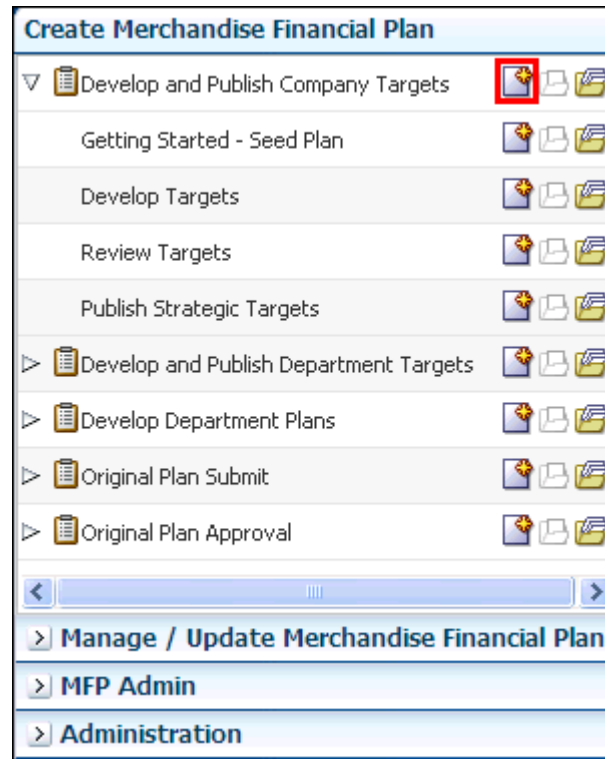 Create Merchandise Financial Plan
Develop and Publish Company Targets
Getting Started - Seed Plan
Develop Targets
Review Targets
Publish Strategic Targets
Develop and Publish Department Targets
Develop Department Plans
Original Plan Submit
Original Plan Approval
Manage / Update Merchandise Financial Plan
MFP Admin
Administration